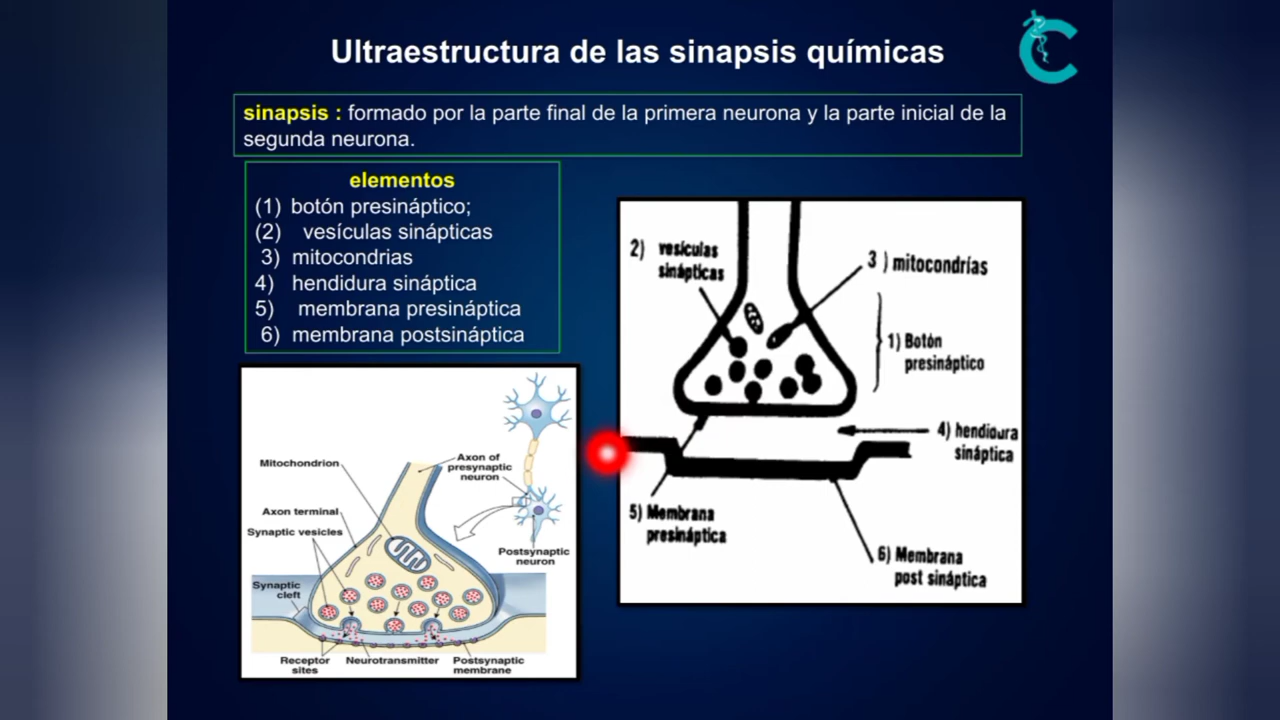 Ultraestructura de las sinapsis químicas
sinapsis : formado por la parte final de la primera neurona y la parte inicial de la
segunda neurona.
elementos
(1) botón presináptico;
(2) vesículas sinápticas
3) mitocondrias
4) hendidura sináptica
5) membrana presináptica
6) membrana postsináptica
2) vesículas
sinápticas
3 ) mitocondrías
1) Botón
presináptico
4) hendidura
sináptica
5) Membrana
presináptica
6) Membrana
post sináptica
Mitochondrion
Axon of
presynaptic
neuron
Axon terminal
Synaptic vesicles
Postsynaptic
neuron
Synaptic
cleft
Receptor
sites
Neurotransmitter
Postsynaptic
membrane